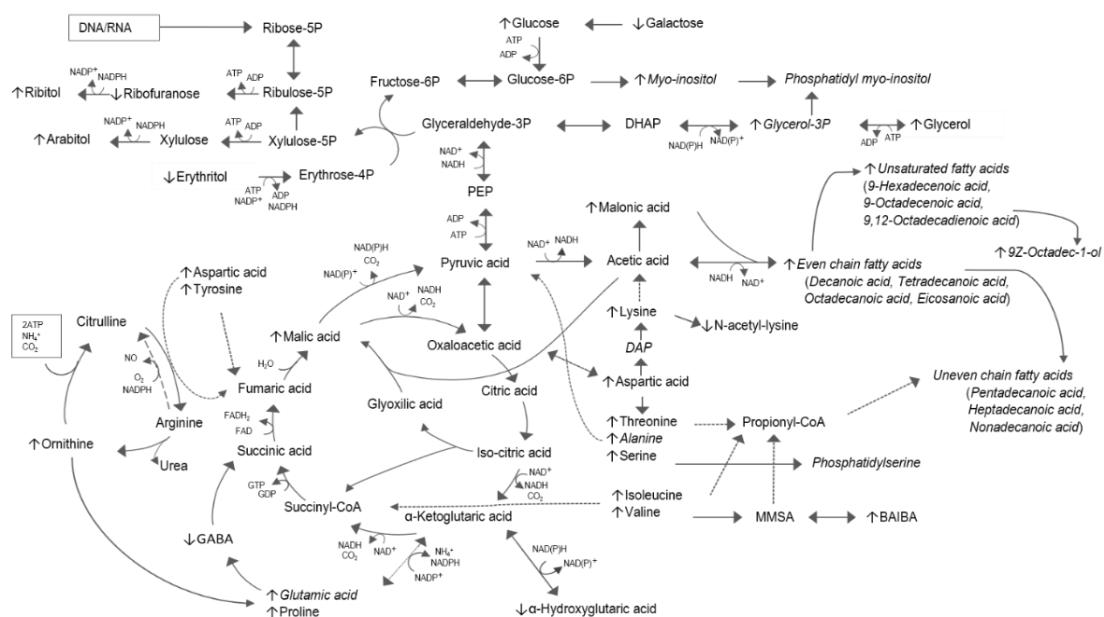 DNA/RNA
Ribose-5P
↑Glucose
↓Galactose
ATP
ADP
NADP⁺
NADPH
ATP
ADP
Fructose-6P
Glucose-6P
↑Myo-inositol
Phosphatidyl myo-inositol
↑Ribitol
↓Ribofuranose
Ribulose-5P
NADP⁺
NADPH
ATP
ADP
Glyceraldehyde-3P
DHAP
↑Glycerol-3P
↑Glycerol
↑Arabitol
Xylulose
Xylulose-5P
NAD(P)H
NAD(P)⁺
ADP
ATP
NAD⁺
NADH
↓Erythritol
Erythrose-4P
ATP
NADP⁺
ADP
NADPH
PEP
↑Unsaturated fatty acids
(9-Hexadecenoic acid,
9-Octadecenoic acid,
9,12-Octadecadienoic acid)
↑Malonic acid
ADP
ATP
NAD⁺
NADH
↑9Z-Octadec-1-ol
NAD(P)H
CO₂
NAD(P)⁺
Pyruvic acid
Acetic acid
NADH
NAD⁺
↑Even chain fatty acids
(Decanoic acid, Tetradecanoic acid,
Octadecanoic acid, Eicosanoic acid)
↑Aspartic acid
↑Tyrosine
NAD⁺
NADH
CO₂
2ATP
NH₄⁺
CO₂
Citrulline
↑Malic acid
↑Lysine
↓N-acetyl-lysine
Oxaloacetic acid
DAP
NO
O₂
NADPH
H₂O
Fumaric acid
Glyoxilic acid
Citric acid
↑Aspartic acid
Uneven chain fatty acids
(Pentadecanoic acid,
Heptadecanoic acid,
Nonadecanoic acid)
Arginine
FADH₂
FAD
↑Threonine
↑Alanine
↑Serine
Propionyl-CoA
↑Ornithine
Urea
Succinic acid
Iso-citric acid
Phosphatidylserine
GTP
GDP
NAD⁺
NADH
CO₂
Succinyl-CoA
α-Ketoglutaric acid
↑Isoleucine
↑Valine
MMSA
↑BAIBA
↓GABA
NADH
CO₂
NAD⁺
NH₄⁺
NADPH
NADP⁺
NAD(P)H
NAD(P)⁺
↑Glutamic acid
↑Proline
↓α-Hydroxyglutaric acid